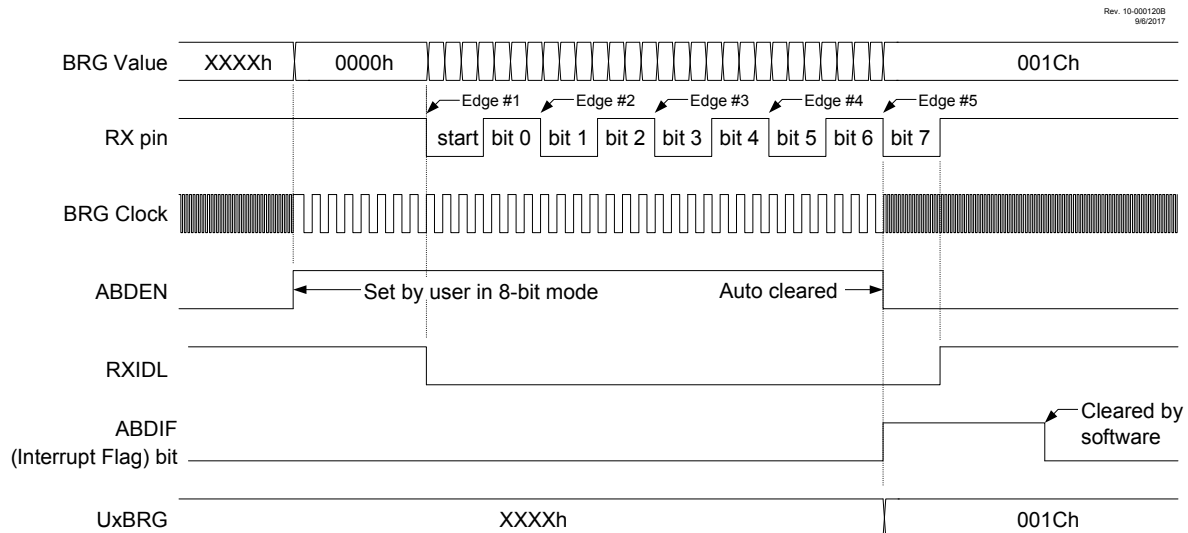 Rev. 10-000120B
9/6/2017
BRG Value XXXXh 0000h 001Ch
Edge #1 Edge #2 Edge #3 Edge #4 Edge #5
RX pin start bit 0 bit 1 bit 2 bit 3 bit 4 bit 5 bit 6 bit 7
BRG Clock
ABDEN Set by user in 8-bit mode Auto cleared
RXIDL
ABDIF
(Interrupt Flag) bit
Cleared by
software
UxBRG XXXXh 001Ch